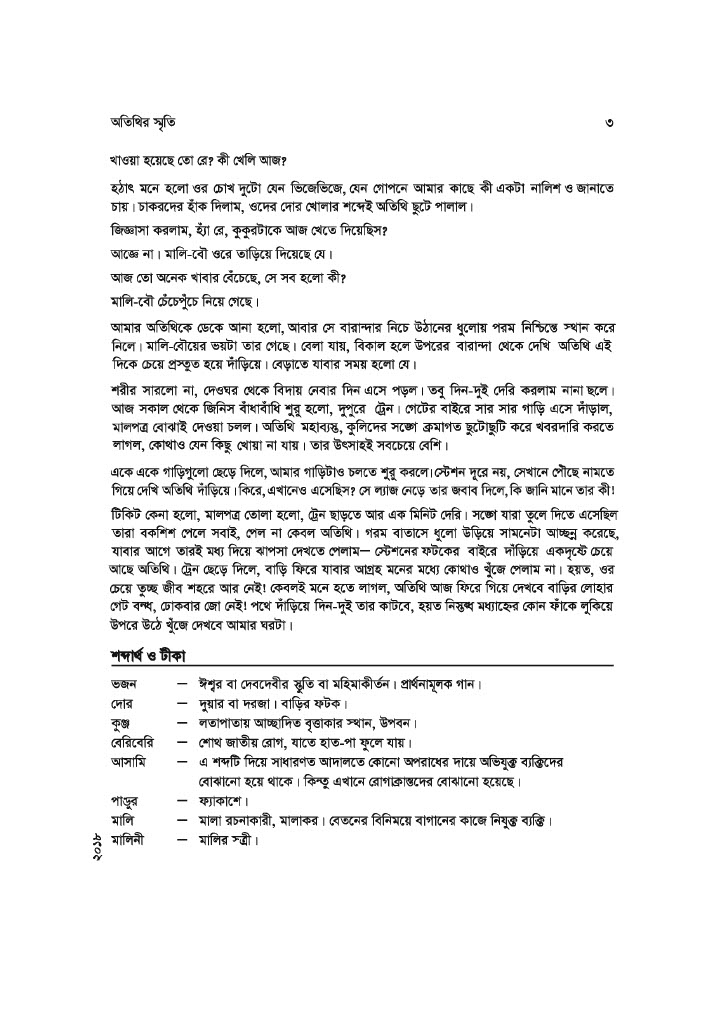 অতিথির স্মৃতি ৩
খাওয়া হয়েছে তো রে? কী খেলি আজ?
হঠাৎ মনে হলো ওর চোখ দুটো যেন ভিজেভিজে, যেন গোপনে আমার কাছে কী একটা নালিশ ও জানাতে
চায়। চাকরদের হাঁক দিলাম, ওদের দোর খোলার শব্দেই অতিথি ছুটে পালাল।
জিজ্ঞাসা করলাম, হ্যাঁ রে, কুকুরটাকে আজ খেতে দিয়েছিস?
আজ্ঞে না। মালি-বৌ ওরে তাড়িয়ে দিয়েছে যে।
আজ তো অনেক খাবার বেঁচেছে, সে সব হলো কী?
মালি-বৌ চেঁচেপুঁচে নিয়ে গেছে।
আমার অতিথিকে ডেকে আনা হলো, আবার সে বারান্দার নিচে উঠানের ধুলোয় পরম নিশ্চিন্তে স্থান করে
নিলে। মালি-বৌয়ের ভয়টা তার গেছে। বেলা যায়, বিকাল হলে উপরের বারান্দা থেকে দেখি অতিথি এই
দিকে চেয়ে প্রস্তুত হয়ে দাঁড়িয়ে। বেড়াতে যাবার সময় হলো যে।
শরীর সারলো না, দেওঘর থেকে বিদায় নেবার দিন এসে পড়ল। তবু দিন-দুই দেরি করলাম নানা ছলে।
আজ সকাল থেকে জিনিস বাঁধাবাঁধি শুরু হলো, দুপুরে ট্রেন। গেটের বাইরে সার সার গাড়ি এসে দাঁড়াল,
মালপত্র বোঝাই দেওয়া চলল। অতিথি মহাব্যস্ত, কুলিদের সঙ্গে ক্রমাগত ছুটোছুটি করে খবরদারি করতে
লাগল, কোথাও যেন কিছু খোয়া না যায়। তার উৎসাহই সবচেয়ে বেশি।
একে একে গাড়িগুলো ছেড়ে দিলে, আমার গাড়িটাও চলতে শুরু করলে। স্টেশন দূরে নয়, সেখানে পৌঁছে নামতে
গিয়ে দেখি অতিথি দাঁড়িয়ে। কিরে, এখানেও এসেছিস? সে ল্যাজ নেড়ে তার জবাব দিলে, কি জানি মানে তার কী!
টিকিট কেনা হলো, মালপত্র তোলা হলো, ট্রেন ছাড়তে আর এক মিনিট দেরি। সঙ্গে যারা তুলে দিতে এসেছিল
তারা বকশিশ পেলে সবাই, পেল না কেবল অতিথি। গরম বাতাসে ধুলো উড়িয়ে সামনেটা আচ্ছন্ন করেছে,
যাবার আগে তারই মধ্য দিয়ে ঝাপসা দেখতে পেলাম— স্টেশনের ফটকের বাইরে দাঁড়িয়ে একদৃষ্টে চেয়ে
আছে অতিথি। ট্রেন ছেড়ে দিলে, বাড়ি ফিরে যাবার আগ্রহ মনের মধ্যে কোথাও খুঁজে পেলাম না। হয়ত, ওর
চেয়ে তুচ্ছ জীব শহরে আর নেই! কেবলই মনে হতে লাগল, অতিথি আজ ফিরে গিয়ে দেখবে বাড়ির লোহার
গেট বন্ধ, ঢোকবার জো নেই! পথে দাঁড়িয়ে দিন-দুই তার কাটবে, হয়ত নিস্তব্ধ মধ্যাহ্নের কোন ফাঁকে লুকিয়ে
উপরে উঠে খুঁজে দেখবে আমার ঘরটা।
শব্দার্থ ও টীকা
ভজন – ঈশ্বর বা দেবদেবীর স্তুতি বা মহিমাকীর্তন। প্রার্থনামূলক গান।
দোর – দুয়ার বা দরজা। বাড়ির ফটক।
কুঞ্জ – লতাপাতায় আচ্ছাদিত বৃত্তাকার স্থান, উপবন।
বেরিবেরি – শোথ জাতীয় রোগ, যাতে হাত-পা ফুলে যায়।
আসামি – এ শব্দটি দিয়ে সাধারণত আদালতে কোনো অপরাধের দায়ে অভিযুক্ত ব্যক্তিদের
বোঝানো হয়ে থাকে। কিন্তু এখানে রোগাক্রান্তদের বোঝানো হয়েছে।
পান্ডুর – ফ্যাকাশে।
মালি – মালা রচনাকারী, মালাকর। বেতনের বিনিময়ে বাগানের কাজে নিযুক্ত ব্যক্তি।
মালিনী – মালির স্ত্রী।
২০১৮